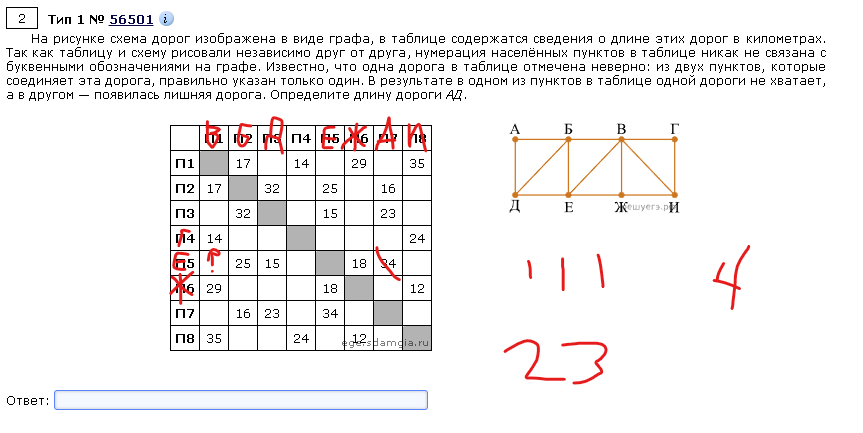 2 Тип 1 № 56501 i
На рисунке схема дорог изображена в виде графа, в таблице содержатся сведения о длине этих дорог в километрах.
Так как таблицу и схему рисовали независимо друг от друга, нумерация населённых пунктов в таблице никак не связана с
буквенными обозначениями на графе. Известно, что одна дорога в таблице отмечена неверно: из двух пунктов, которые
соединяет эта дорога, правильно указан только один. В результате в одном из пунктов в таблице одной дороги не хватает,
а в другом — появилась лишняя дорога. Определите длину дороги АД.
В Б Д Е Ж А И
П1 П2 П3 П4 П5 П6 П7 П8
П1 17 14 29 35
П2 17 32 25 16
П3 32 15 23
Г
П4 14 24
Е
П5 ? 25 15 18 34
Ж
П6 29 18 12
П7 16 23 34
П8 35 24 12
egersdamgia.ru
А Б В Г
Д Е Ж И
111 4
23
Ответ: